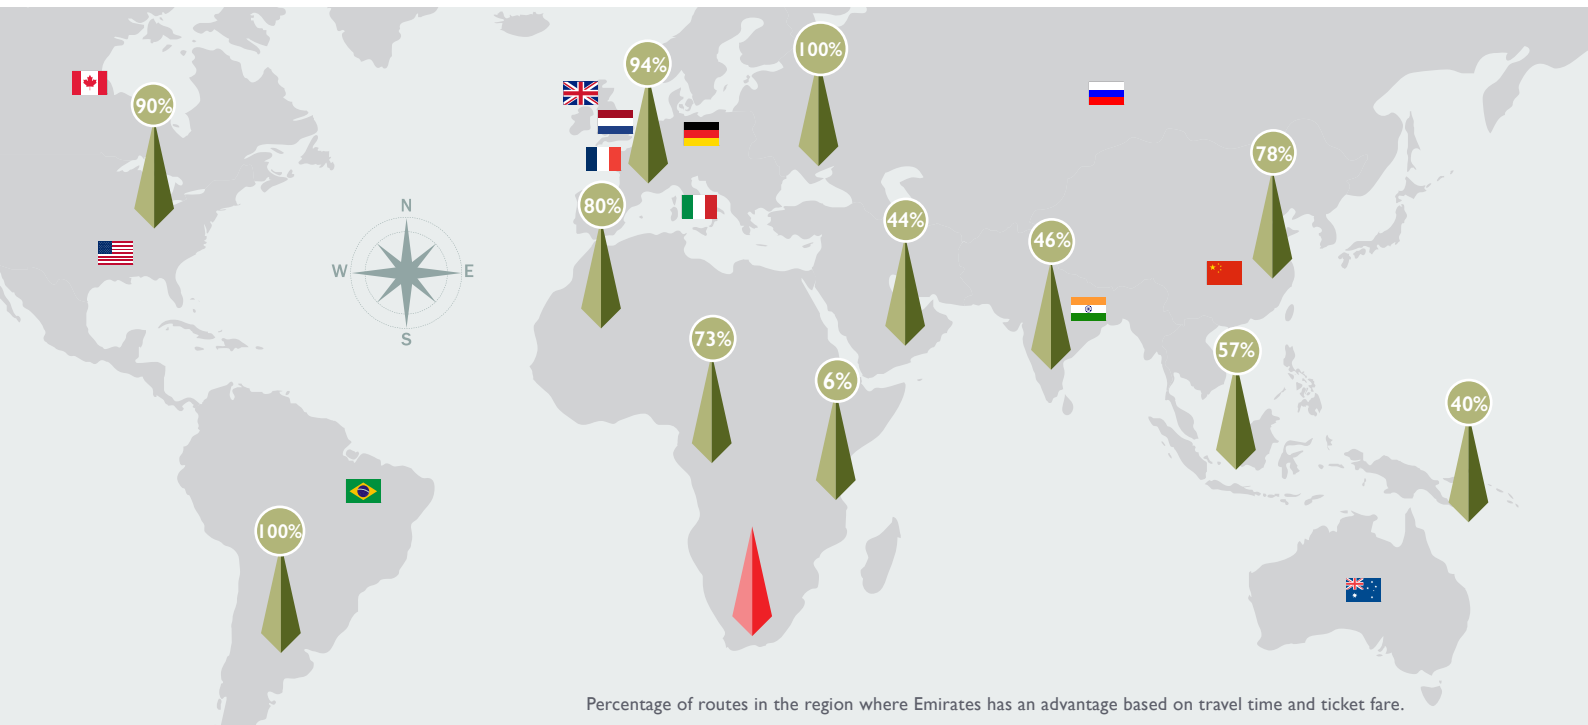 100%
94%
90%
78%
N
80%
44%
46%
W
E
S
73%
57%
6%
40%
100%
Percentage of routes in the region where Emirates has an advantage based on travel time and ticket fare.